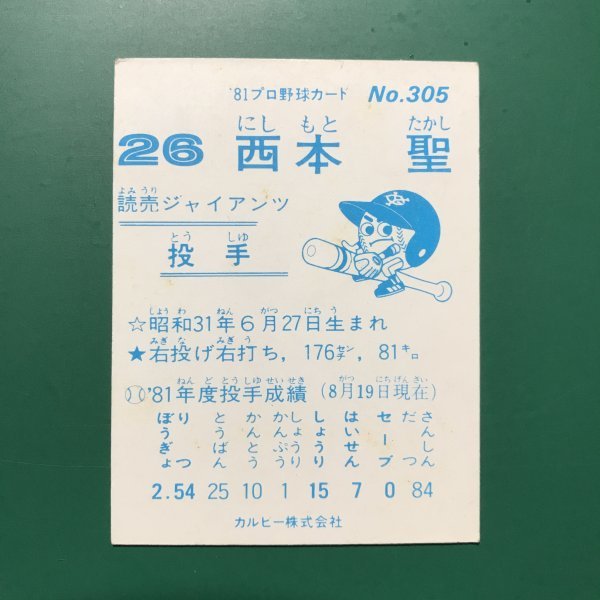 '81プロ野球カード No.305
にし もと たかし
26 西本 聖
よみうり
読売ジャイアンツ
とう しゅ
投手
しょうわ ねん がつ にちう
☆昭和31年6月27日生まれ
みぎな みぎう
★右投げ右打ち,176センチ,81キロ
ねんど とうしゅせいせき がつ にちげんざい
'81年度投手成績(8月19日現在)
ぼうぎょ りつ とうばん かんとう かんぷう しょうり しょうり はいせん セーブ だつ さんしん
2.54 25 10 1 15 7 0 84
カルビー株式会社